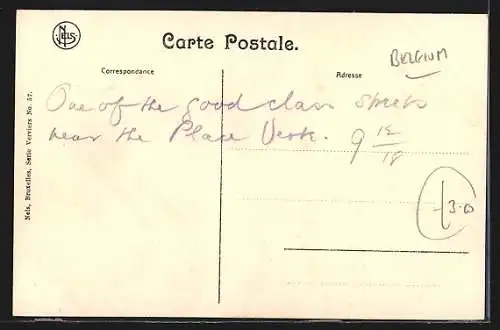 NELS
Carte Postale.
BELGIUM
Correspondance
Adresse
One of the good class streets
near the Place Verte. 9 12/18
3-00
Nels, Bruxelles, Serie Verviers No. 57.